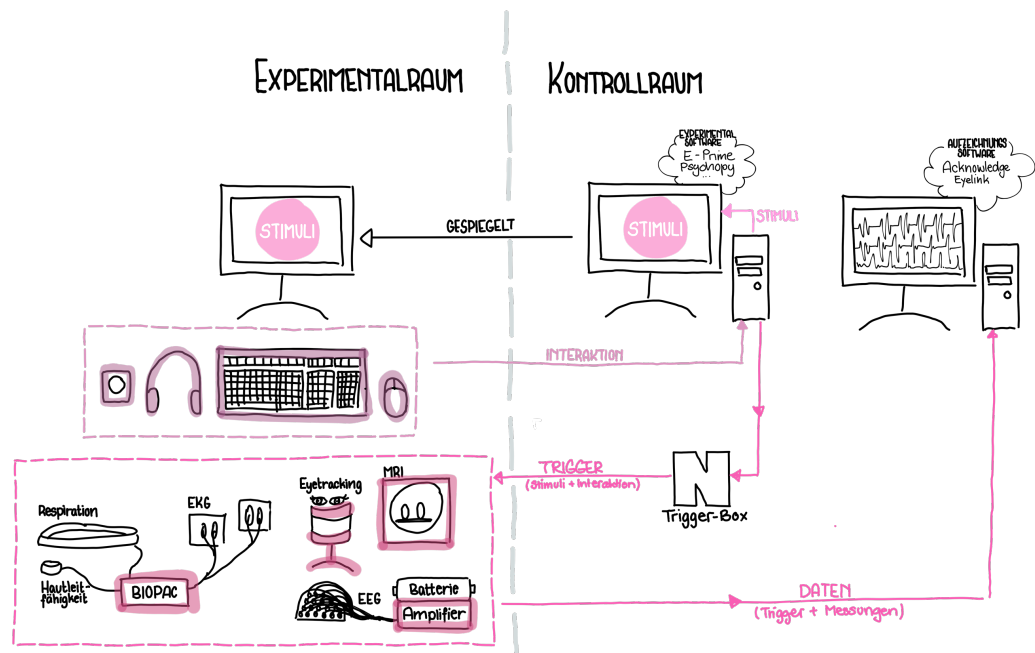 EXPERIMENTALRAUM
KONTROLLRAUM
EXPERIMENTAL
SOFTWARE
E-Prime
Psychopy
...
AUFZEICHNUNGS
SOFTWARE
Acknowledge
Eyelink
STIMULI
GESPIEGELT
STIMULI
STIMULI
INTERAKTION
TRIGGER
(Stimuli + Interaktion)
N
Trigger-Box
MRI
Eyetracking
EKG
Respiration
Hautleit-
fähigkeit
BIOPAC
EEG
Batterie
Amplifier
DATEN
(Trigger + Messungen)